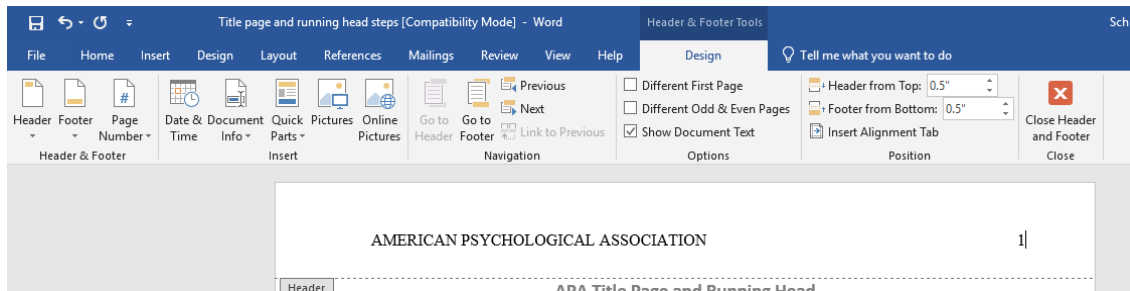 Title page and running head steps [Compatibility Mode] - Word
Header & Footer Tools
Sch
File Home Insert Design Layout References Mailings Review View Help Design Tell me what you want to do
Header
Footer
Page Number
Header & Footer
Date & Time
Document Info
Quick Parts
Pictures
Online Pictures
Insert
Go to Header
Go to Footer
Previous
Next
Link to Previous
Navigation
Different First Page
Different Odd & Even Pages
Show Document Text
Options
Header from Top: 0.5"
Footer from Bottom: 0.5"
Insert Alignment Tab
Position
Close Header and Footer
Close
AMERICAN PSYCHOLOGICAL ASSOCIATION 1
Header
APA Title Page and Running Head